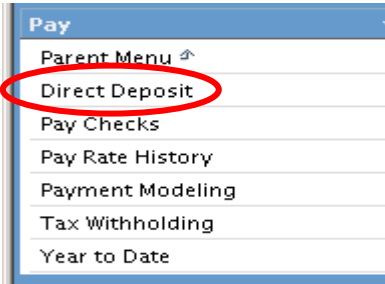 Pay
Parent Menu
Direct Deposit
Pay Checks
Pay Rate History
Payment Modeling
Tax Withholding
Year to Date